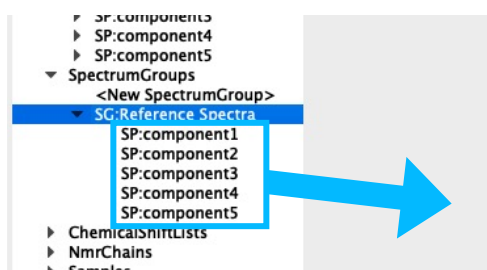 SP:component3
SP:component4
SP:component5
SpectrumGroups
<New SpectrumGroup>
SG:Reference Spectra
SP:component1
SP:component2
SP:component3
SP:component4
SP:component5
ChemicalShiftLists
NmrChains
Samples